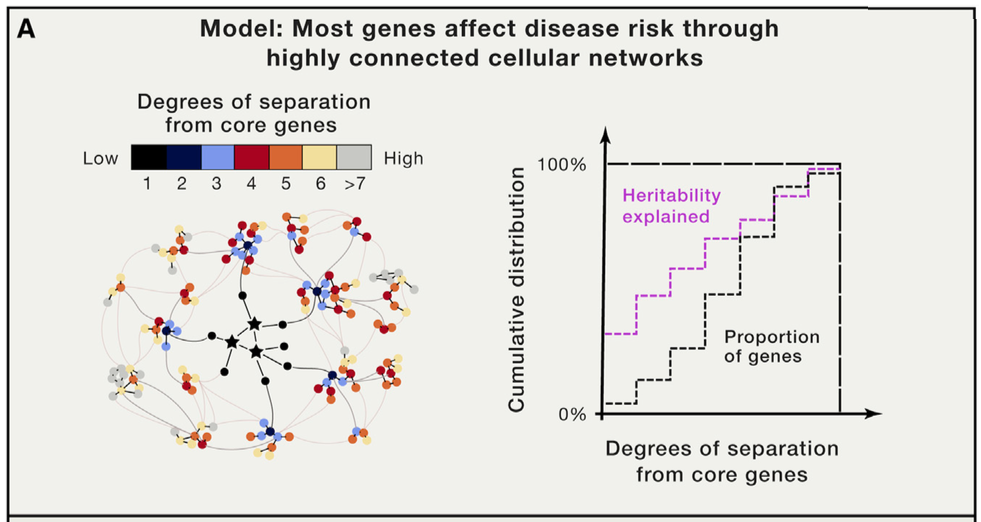 A
Model: Most genes affect disease risk through
highly connected cellular networks
Degrees of separation
from core genes
Low
High
1 2 3 4 5 6 >7
Cumulative distribution
100%
0%
Heritability
explained
Proportion
of genes
Degrees of separation
from core genes